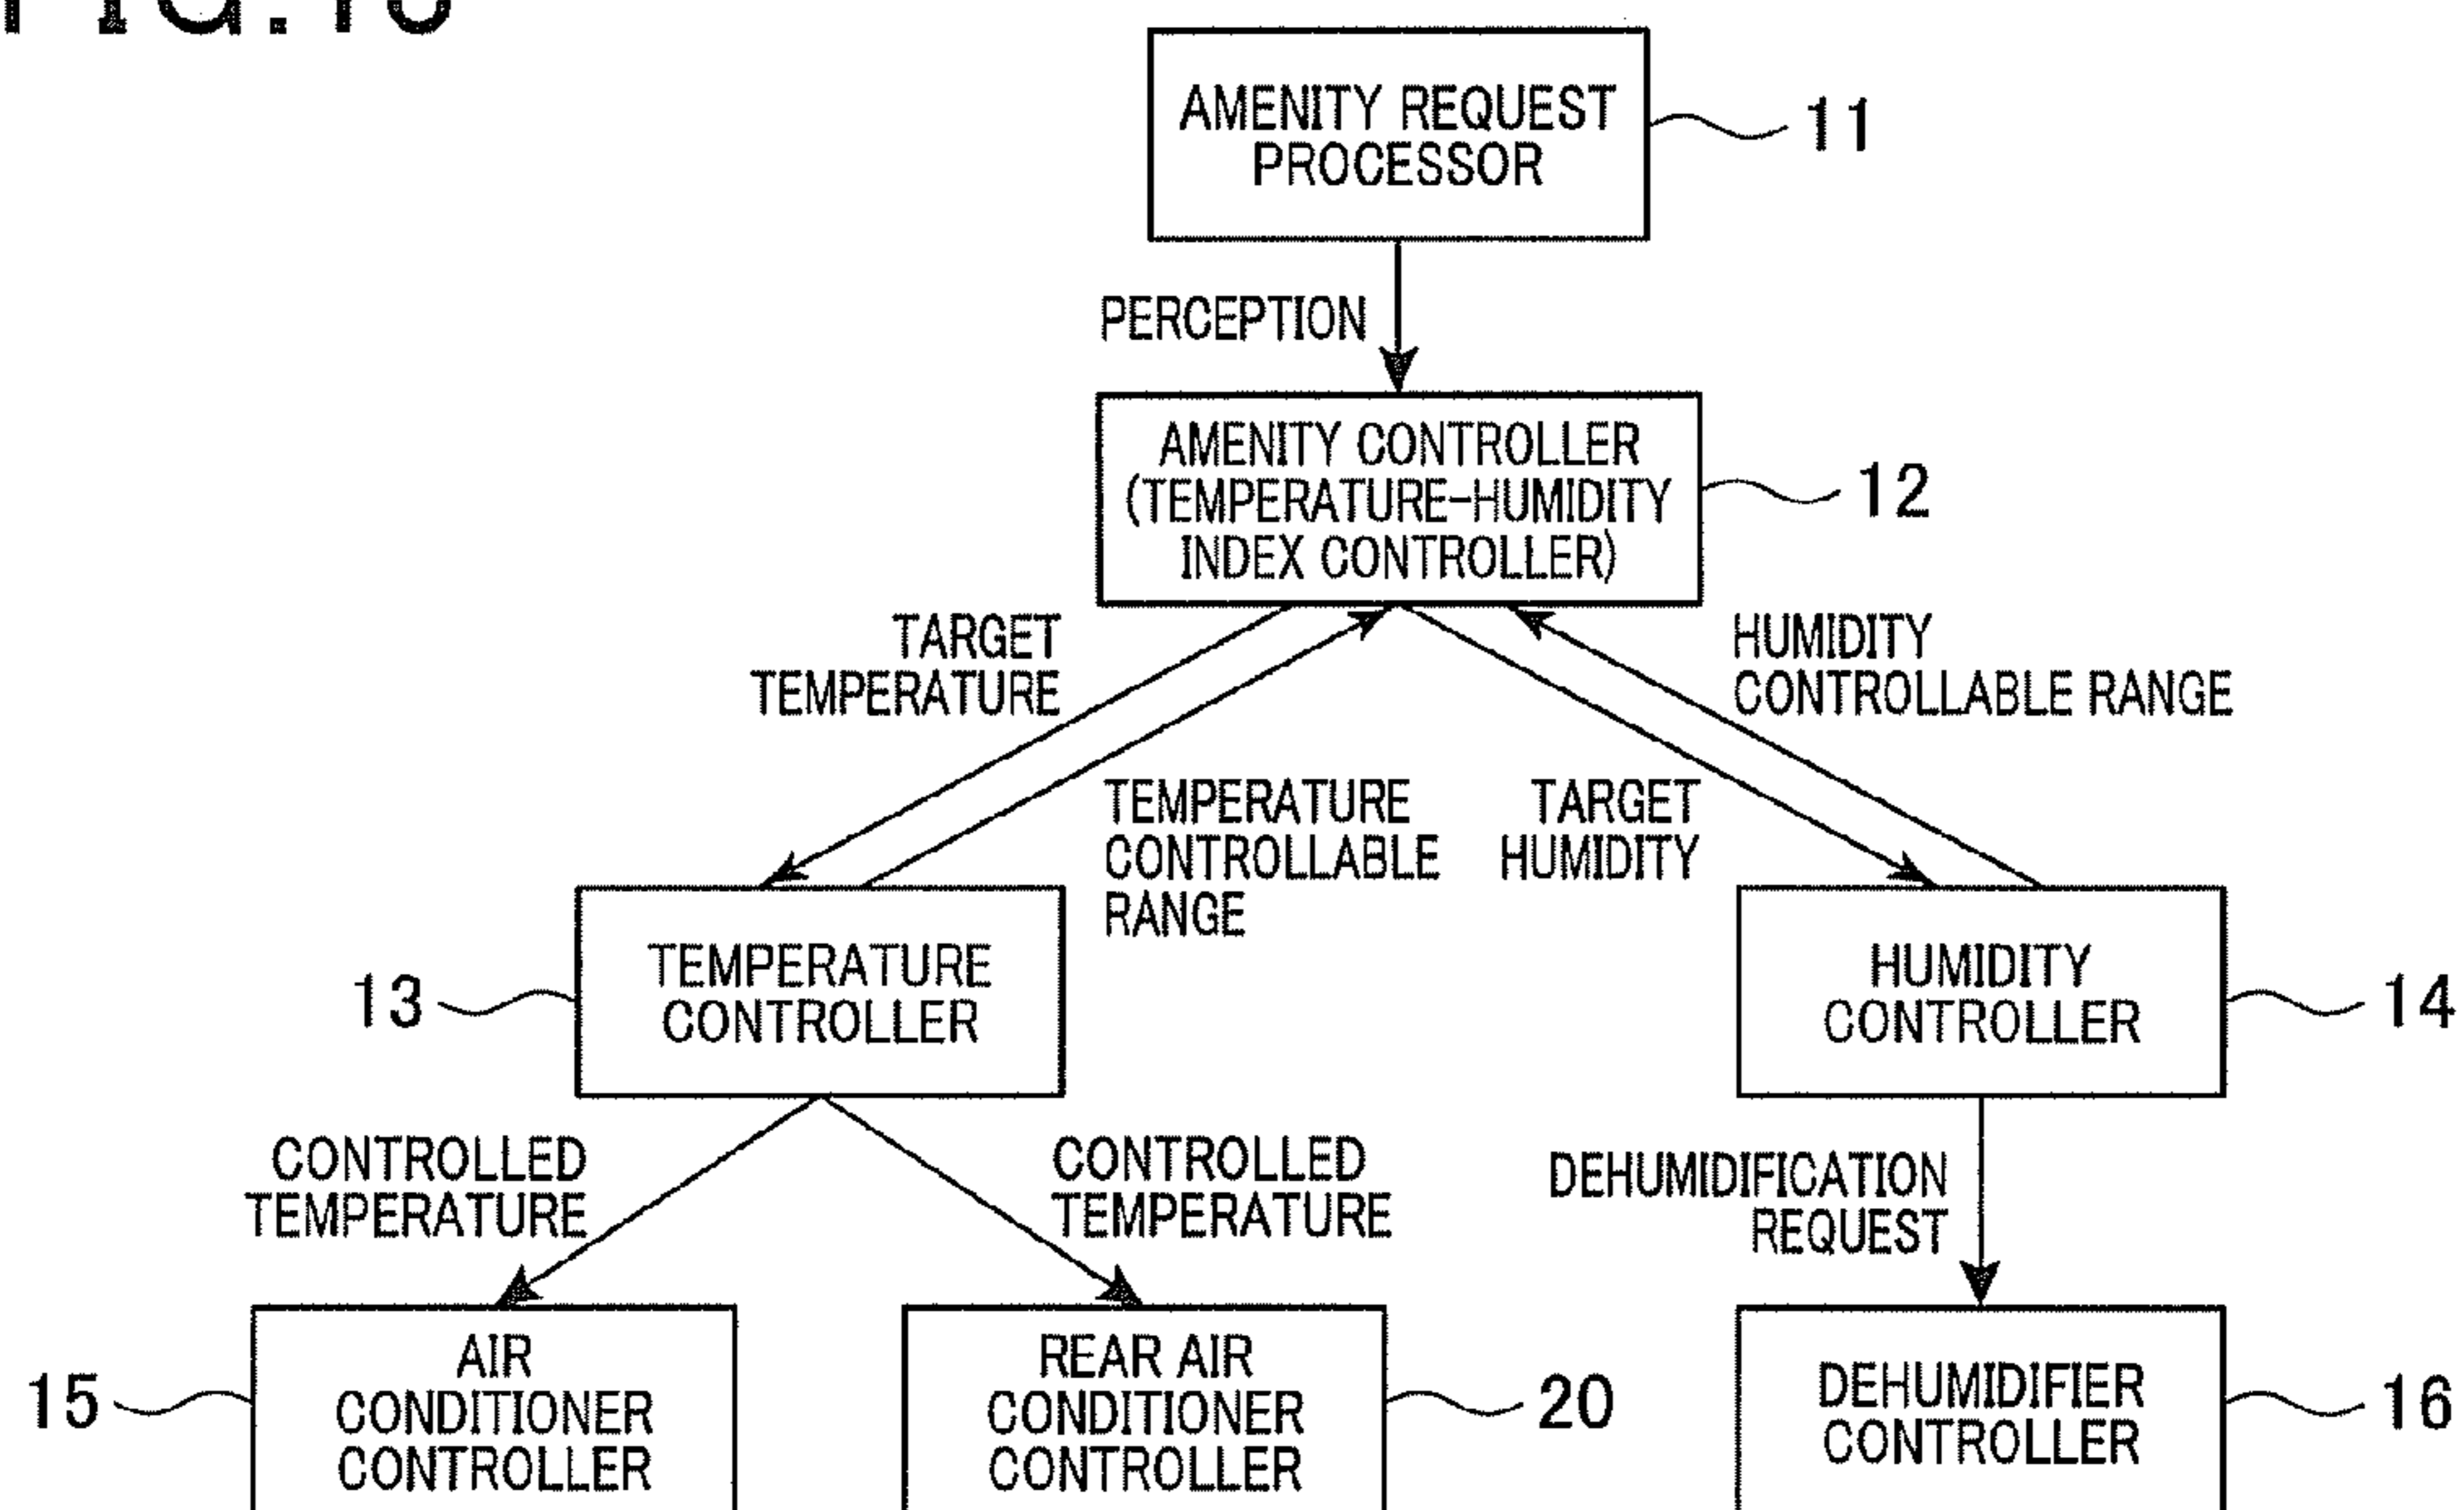 AMENITY REQUEST
PROCESSOR
11
PERCEPTION
AMENITY CONTROLLER
(TEMPERATURE-HUMIDITY
INDEX CONTROLLER)
12
TARGET
TEMPERATURE
HUMIDITY
CONTROLLABLE RANGE
TEMPERATURE
CONTROLLABLE
RANGE
TARGET
HUMIDITY
13
TEMPERATURE
CONTROLLER
HUMIDITY
CONTROLLER
14
CONTROLLED
TEMPERATURE
CONTROLLED
TEMPERATURE
DEHUMIDIFICATION
REQUEST
15
AIR
CONDITIONER
CONTROLLER
REAR AIR
CONDITIONER
CONTROLLER
20
DEHUMIDIFIER
CONTROLLER
16